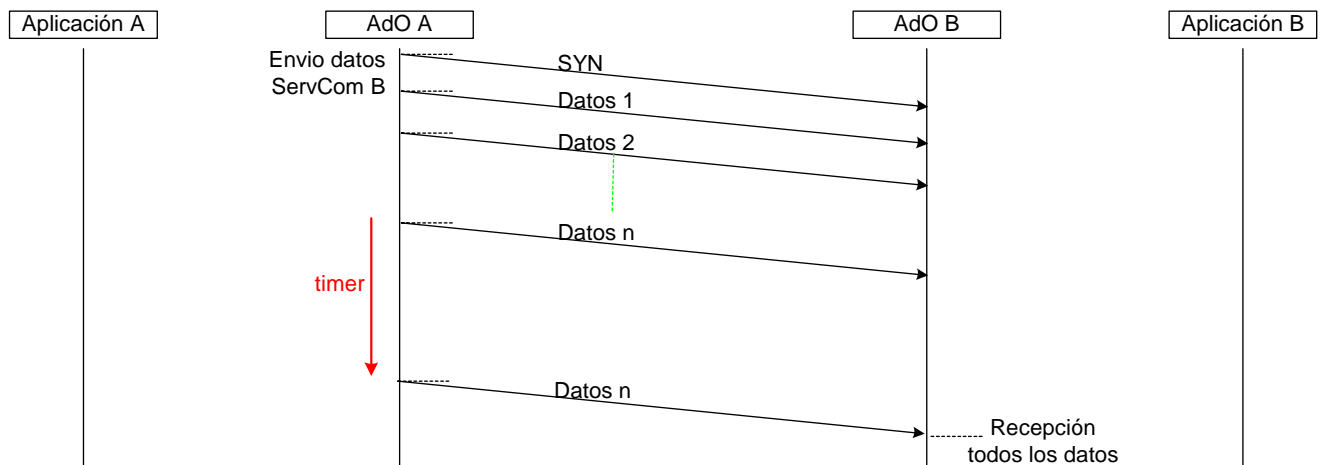 Aplicación A
AdO A
AdO B
Aplicación B
Envio datos
ServCom B
SYN
Datos 1
Datos 2
Datos n
timer
Datos n
Recepción
todos los datos